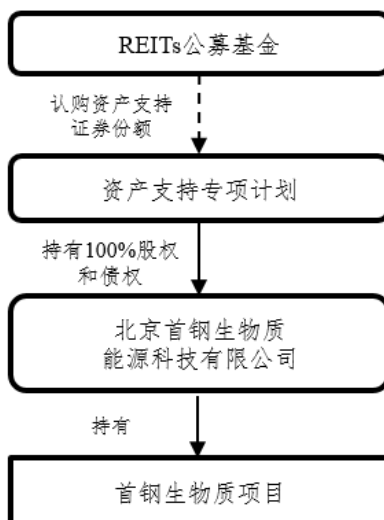 REITs公募基金
认购资产支持
证券份额
资产支持专项计划
持有100%股权
和债权
北京首钢生物质
能源科技有限公司
持有
首钢生物质项目